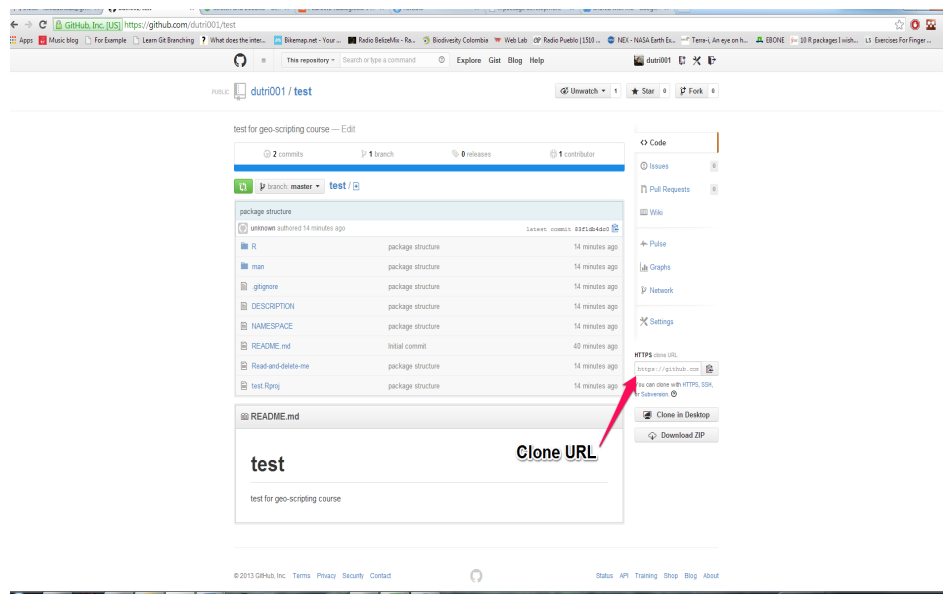 GitHub, Inc. [US] https://github.com/dutri001/test
Apps Music blog For Example Learn Git Branching What does the inter... Bikemap.net - Your ... Radio BelizeMix - Ra... Biodivesity Colombia Web Lab Radio Pueblo |1510 ... NEX - NASA Earth Ex... Terra-i, An eye on h... EBONE 10 R packages I wish... LS Exercises For Finger ...
This repository Search or type a command Explore Gist Blog Help dutri001
PUBLIC dutri001 / test Unwatch 1 Star 0 Fork 0
test for geo-scripting course — Edit
2 commits 1 branch 0 releases 1 contributor
branch: master test /
package structure
unknown authored 14 minutes ago latest commit
R package structure 14 minutes ago
man package structure 14 minutes ago
.gitignore package structure 14 minutes ago
DESCRIPTION package structure 14 minutes ago
NAMESPACE package structure 14 minutes ago
README.md Initial commit 40 minutes ago
Read-and-delete-me package structure 14 minutes ago
test.Rproj package structure 14 minutes ago
README.md
test
test for geo-scripting course
Code
Issues 0
Pull Requests 0
Wiki
Pulse
Graphs
Network
Settings
HTTPS clone URL
https://github.com
You can clone with HTTPS, SSH,
or Subversion.
Clone in Desktop
Download ZIP
Clone URL
© 2013 GitHub, Inc. Terms Privacy Security Contact Status API Training Shop Blog About